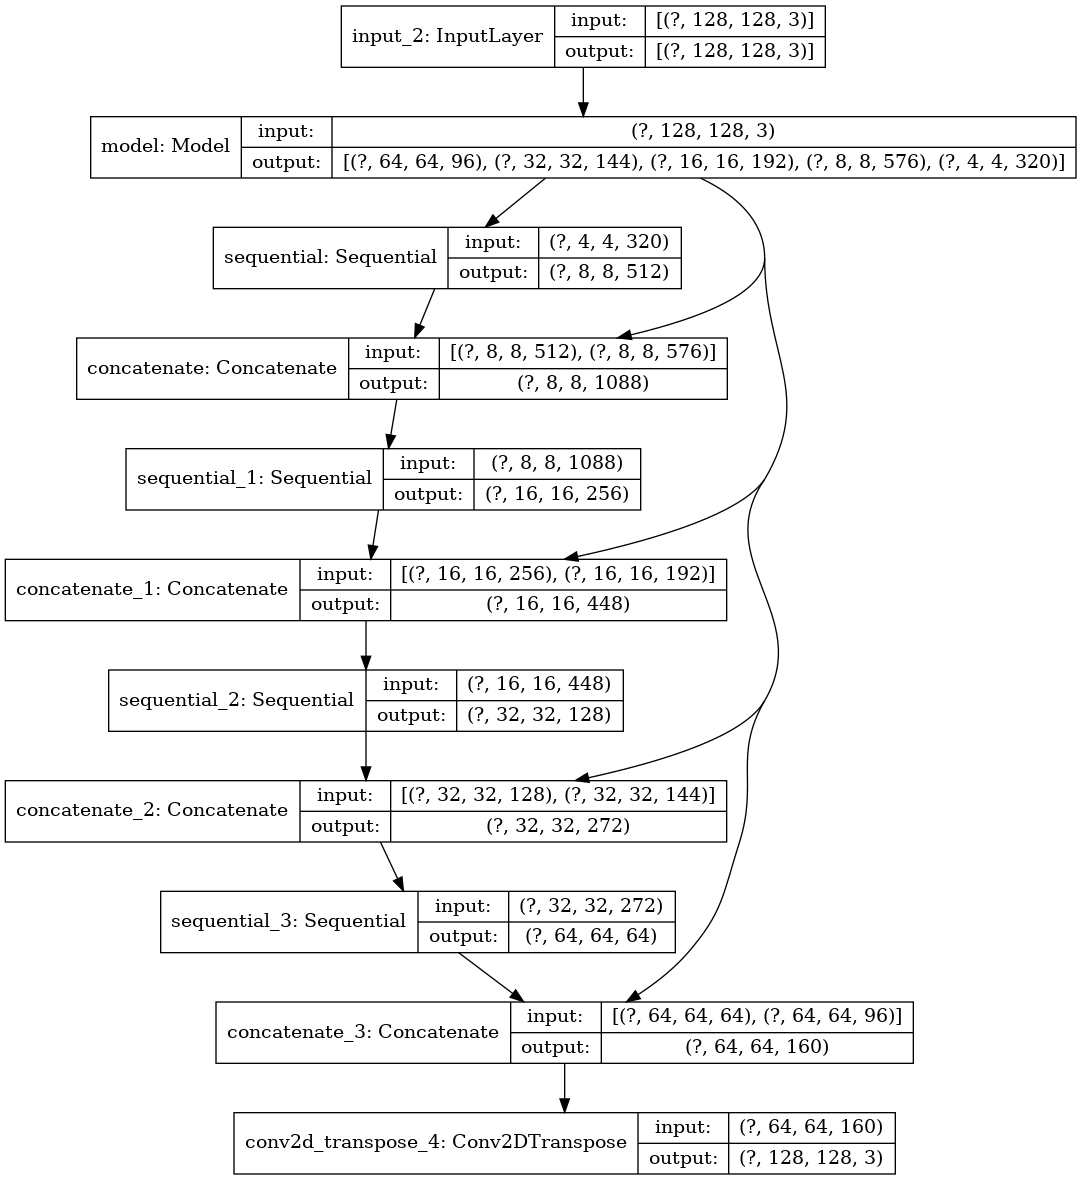 input_2: InputLayer
input: [(?, 128, 128, 3)]
output: [(?, 128, 128, 3)]
model: Model
input: (?, 128, 128, 3)
output: [(?, 64, 64, 96), (?, 32, 32, 144), (?, 16, 16, 192), (?, 8, 8, 576), (?, 4, 4, 320)]
sequential: Sequential
input: (?, 4, 4, 320)
output: (?, 8, 8, 512)
concatenate: Concatenate
input: [(?, 8, 8, 512), (?, 8, 8, 576)]
output: (?, 8, 8, 1088)
sequential_1: Sequential
input: (?, 8, 8, 1088)
output: (?, 16, 16, 256)
concatenate_1: Concatenate
input: [(?, 16, 16, 256), (?, 16, 16, 192)]
output: (?, 16, 16, 448)
sequential_2: Sequential
input: (?, 16, 16, 448)
output: (?, 32, 32, 128)
concatenate_2: Concatenate
input: [(?, 32, 32, 128), (?, 32, 32, 144)]
output: (?, 32, 32, 272)
sequential_3: Sequential
input: (?, 32, 32, 272)
output: (?, 64, 64, 64)
concatenate_3: Concatenate
input: [(?, 64, 64, 64), (?, 64, 64, 96)]
output: (?, 64, 64, 160)
conv2d_transpose_4: Conv2DTranspose
input: (?, 64, 64, 160)
output: (?, 128, 128, 3)